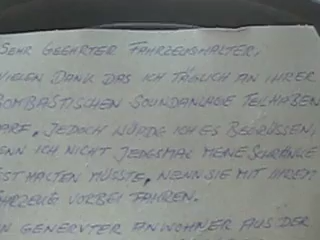 SEHR GEEHRTER FAHRZEUGHALTER,
VIELEN DANK DAS ICH TÄGLICH AN IHRER
BOMBASTISCHEN SOUNDANLAGE TEILHABEN
DARF. JEDOCH WÜRDE ICH ES BEGRÜSSEN,
WENN ICH NICHT JEDESMAL MEINE SCHRÄNKE
FESTHALTEN MÜSSTE, WENN SIE MIT IHREM
FAHRZEUG VORBEI FAHREN.
EIN GENERVTER ANWOHNER AUS DER